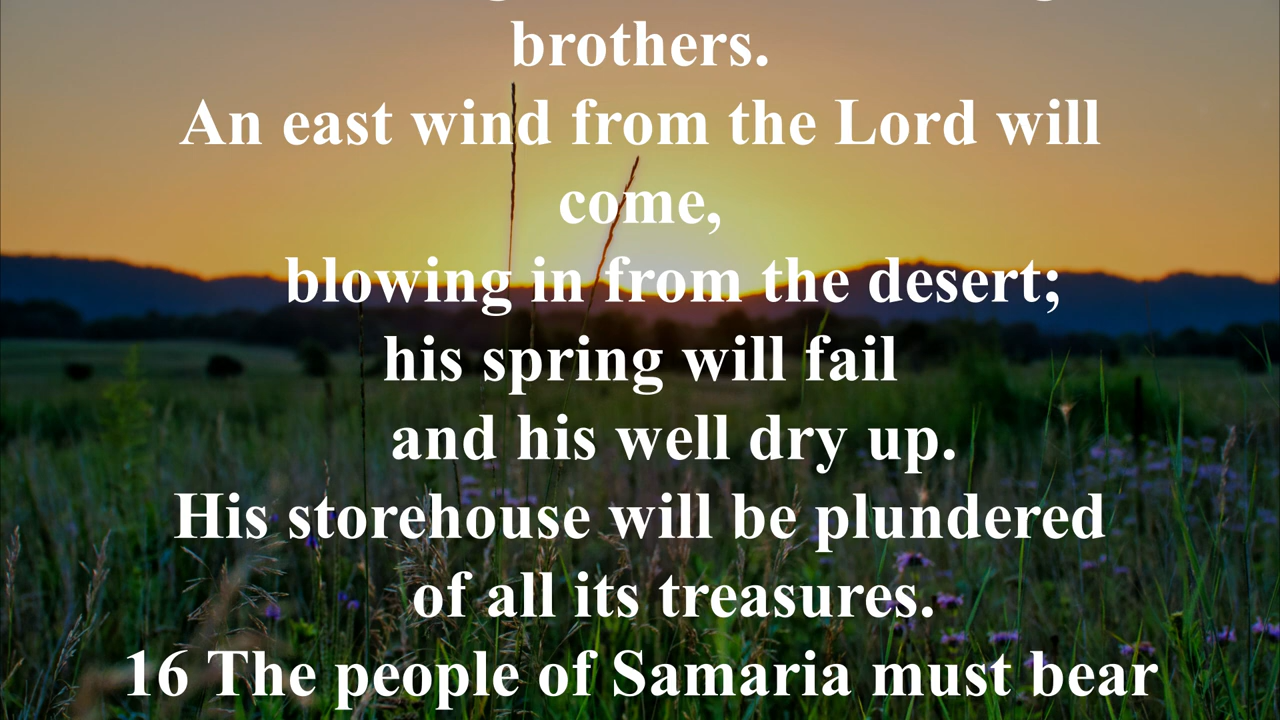 brothers.
An east wind from the Lord will
come,
blowing in from the desert;
his spring will fail
and his well dry up.
His storehouse will be plundered
of all its treasures.
16 The people of Samaria must bear